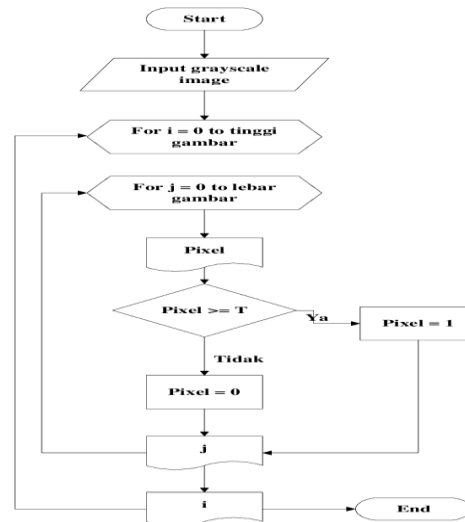 Start
Input grayscale
image
For i = 0 to tinggi
gambar
For j = 0 to lebar
gambar
Pixel
Pixel >= T
Ya
Pixel = 1
Tidak
Pixel = 0
j
i
End